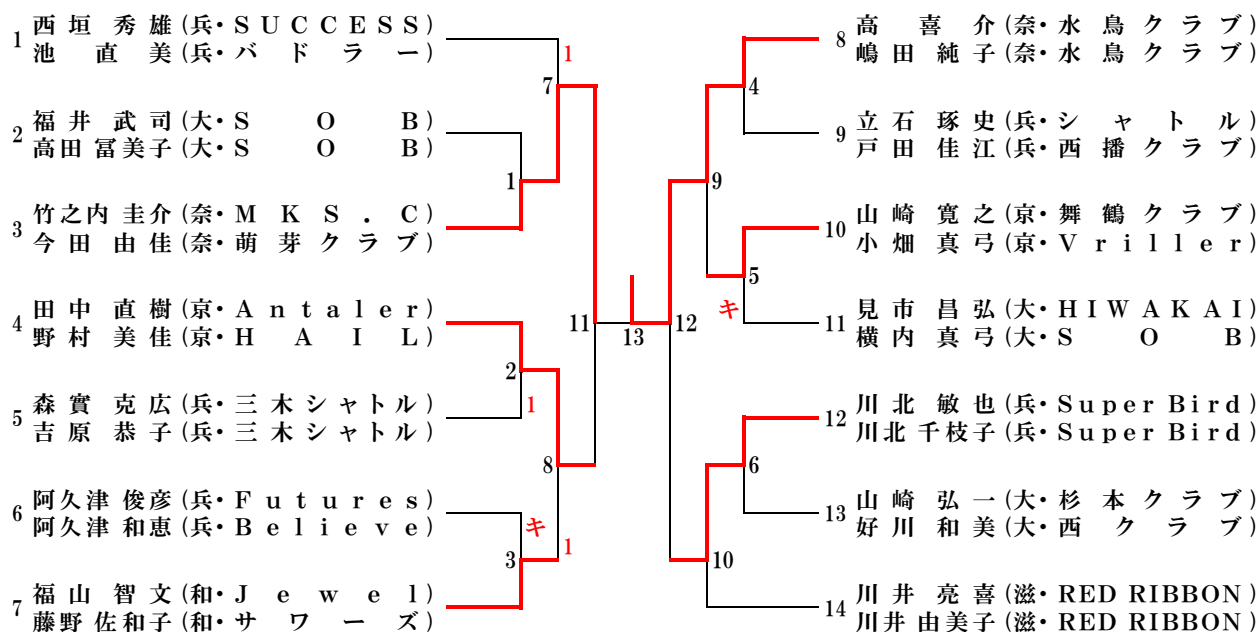 1 西垣 秀雄 (兵・SUCCESS)
池 直美 (兵・バドラー)
2 福井 武司 (大・SOB)
高田 冨美子 (大・SOB)
3 竹之内 圭介 (奈・MKS.C)
今田 由佳 (奈・萌芽クラブ)
4 田中 直樹 (京・Antaler)
野村 美佳 (京・HAIL)
5 森實 克広 (兵・三木シャトル)
吉原 恭子 (兵・三木シャトル)
6 阿久津 俊彦 (兵・Futures)
阿久津 和恵 (兵・Believe)
7 福山 智文 (和・Jewel)
藤野 佐和子 (和・サワーズ)
1
7
1
2
1
8
キ
3
1
11
13
12
4
9
5
キ
6
10
8 高 喜介 (奈・水鳥クラブ)
嶋田 純子 (奈・水鳥クラブ)
9 立石 琢史 (兵・シャトル)
戸田 佳江 (兵・西播クラブ)
10 山崎 寛之 (京・舞鶴クラブ)
小畑 真弓 (京・Vriller)
11 見市 昌弘 (大・HIWAKAI)
横内 真弓 (大・SOB)
12 川北 敏也 (兵・Super Bird)
川北 千枝子 (兵・Super Bird)
13 山崎 弘一 (大・杉本クラブ)
好川 和美 (大・西クラブ)
14 川井 亮喜 (滋・RED RIBBON)
川井 由美子 (滋・RED RIBBON)